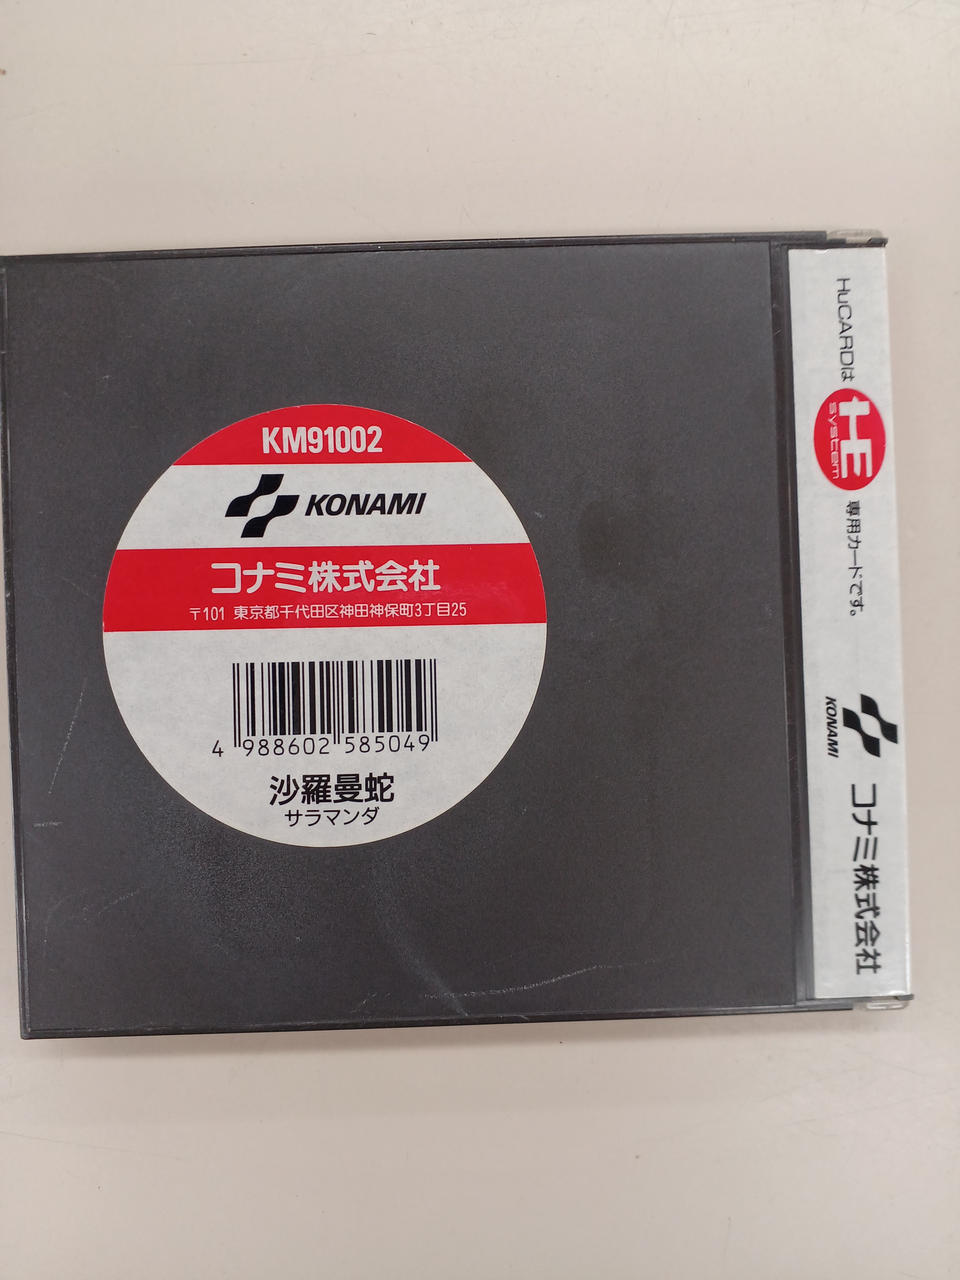 KM91002
KONAMI
コナミ株式会社
〒101 東京都千代田区神田神保町3丁目25
4 988602 585049
沙羅曼蛇
サラマンダ
HuCARDは HE system 専用カードです。
KONAMI コナミ株式会社